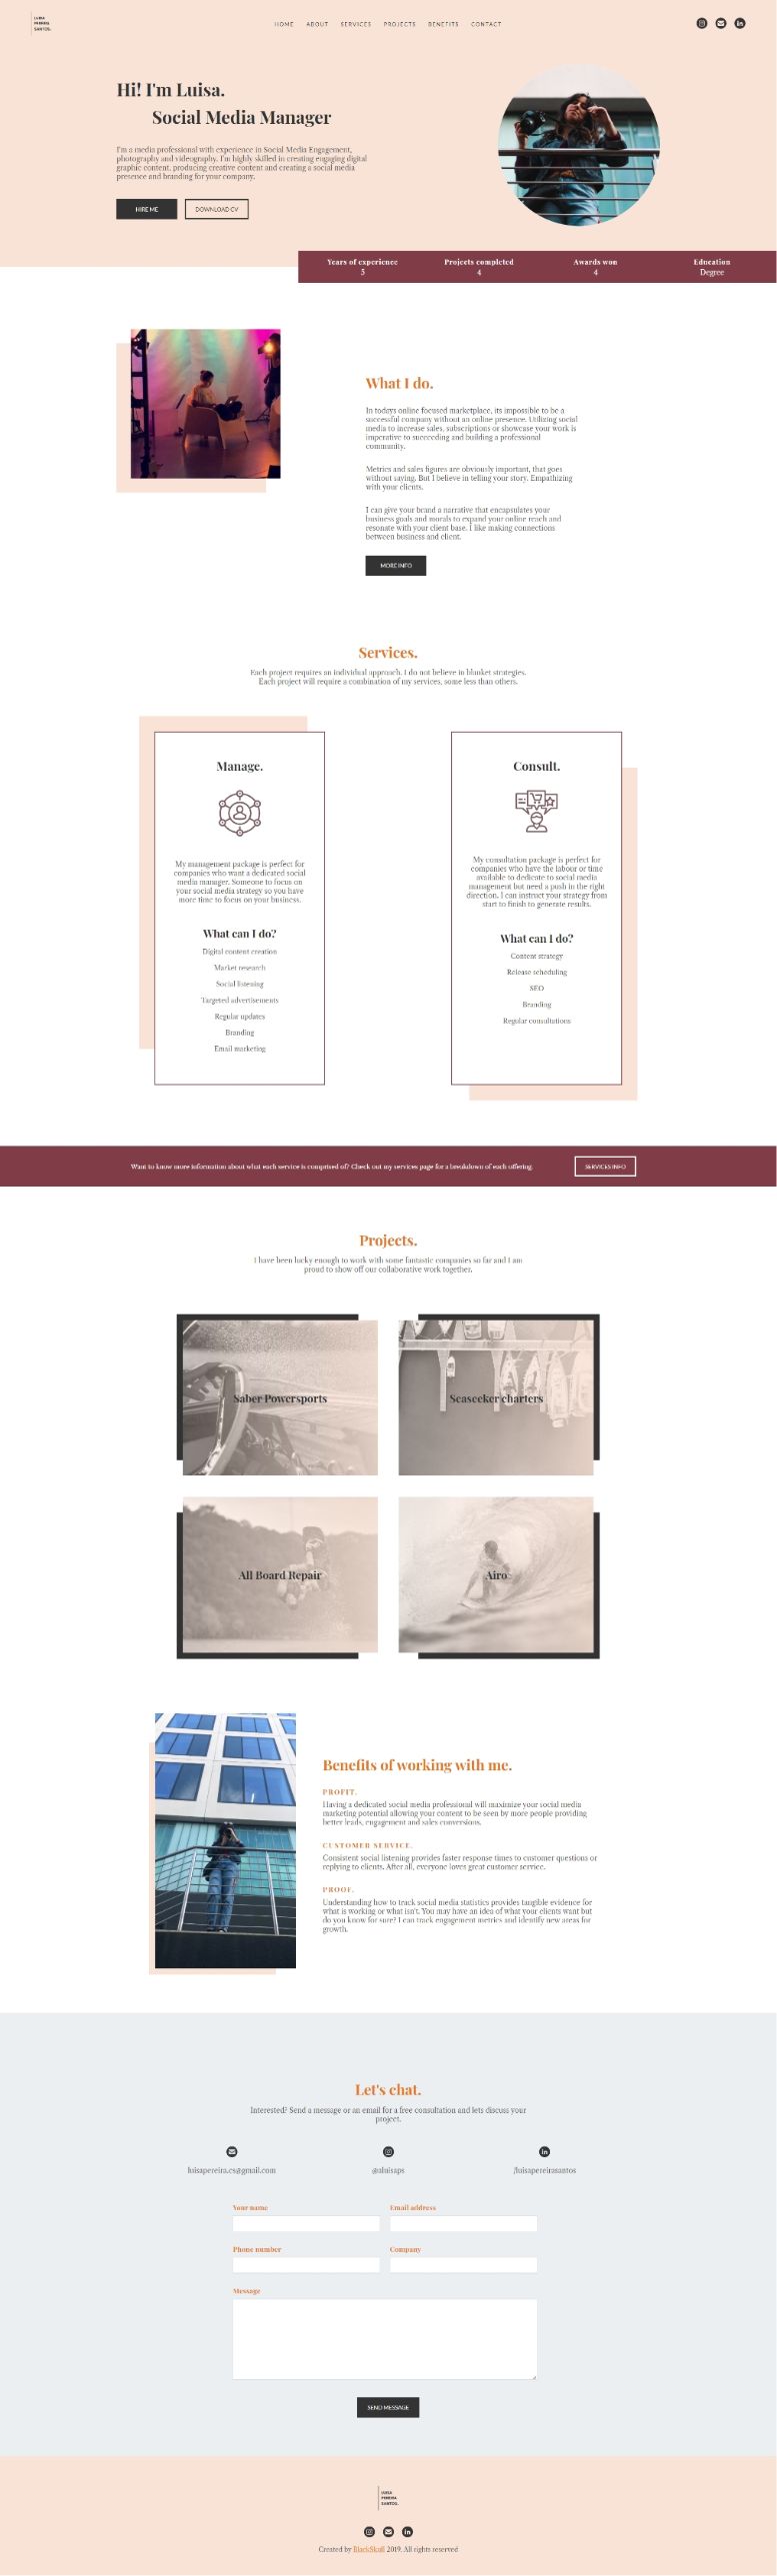 LUISA
PEREIRA
SANTOS.
HOME ABOUT SERVICES PROJECTS BENEFITS CONTACT
Hi! I'm Luisa.
Social Media Manager
I'm a media professional with experience in Social Media Engagement,
photography and videography. I'm highly skilled in creating engaging digital
graphic content, producing creative content and creating a social media
presence and branding for your company.
HIRE ME DOWNLOAD CV
Years of experience Projects completed Awards won Education
5 4 4 Degree
What I do.
In todays online focused marketplace, its impossible to be a
successful company without an online presence. Utilizing social
media to increase sales, subscriptions or showcase your work is
imperative to succeeding and building a professional
community.
Metrics and sales figures are obviously important, that goes
without saying. But I believe in telling your story. Empathizing
with your clients.
I can give your brand a narrative that encapsulates your
business goals and morals to expand your online reach and
resonate with your client base. I like making connections
between business and client.
MORE INFO
Services.
Each project requires an individual approach, I do not believe in blanket strategies.
Each project will require a combination of my services, some less than others.
Manage.
My management package is perfect for
companies who want a dedicated social
media manager. Someone to focus on
your social media strategy so you have
more time to focus on your business.
What can I do?
Digital content creation
Market research
Social listening
Targeted advertisements
Regular updates
Branding
Email marketing
Consult.
My consultation package is perfect for
companies who have the labour or time
available to dedicate to social media
management but need a push in the right
direction. I can instruct your strategy from
start to finish to generate results.
What can I do?
Content strategy
Release scheduling
SEO
Branding
Regular consultations
Want to know more information about what each service is comprised of? Check out my services page for a breakdown of each offering.
SERVICES INFO
Projects.
I have been lucky enough to work with some fantastic companies so far and I am
proud to show off our collaborative work together.
Saber Powersports
Seaseeker charters
All Board Repair
Airo
Benefits of working with me.
PROFIT.
Having a dedicated social media professional will maximize your social media
marketing potential allowing your content to be seen by more people providing
better leads, engagement and sales conversions.
CUSTOMER SERVICE.
Consistent social listening provides faster response times to customer questions or
replying to clients. After all, everyone loves great customer service.
PROOF.
Understanding how to track social media statistics provides tangible evidence for
what is working or what isn't. You may have an idea of what your clients want but
do you know for sure? I can track engagement metrics and identify new areas for
growth.
Let's chat.
Interested? Send a message or an email for a free consultation and lets discuss your
project.
luisapereira.cs@gmail.com @aluisaps /luisapereirasantos
Your name Email address
Phone number Company
Message
SEND MESSAGE
LUISA
PEREIRA
SANTOS.
Created by BlackSkull 2019. All rights reserved